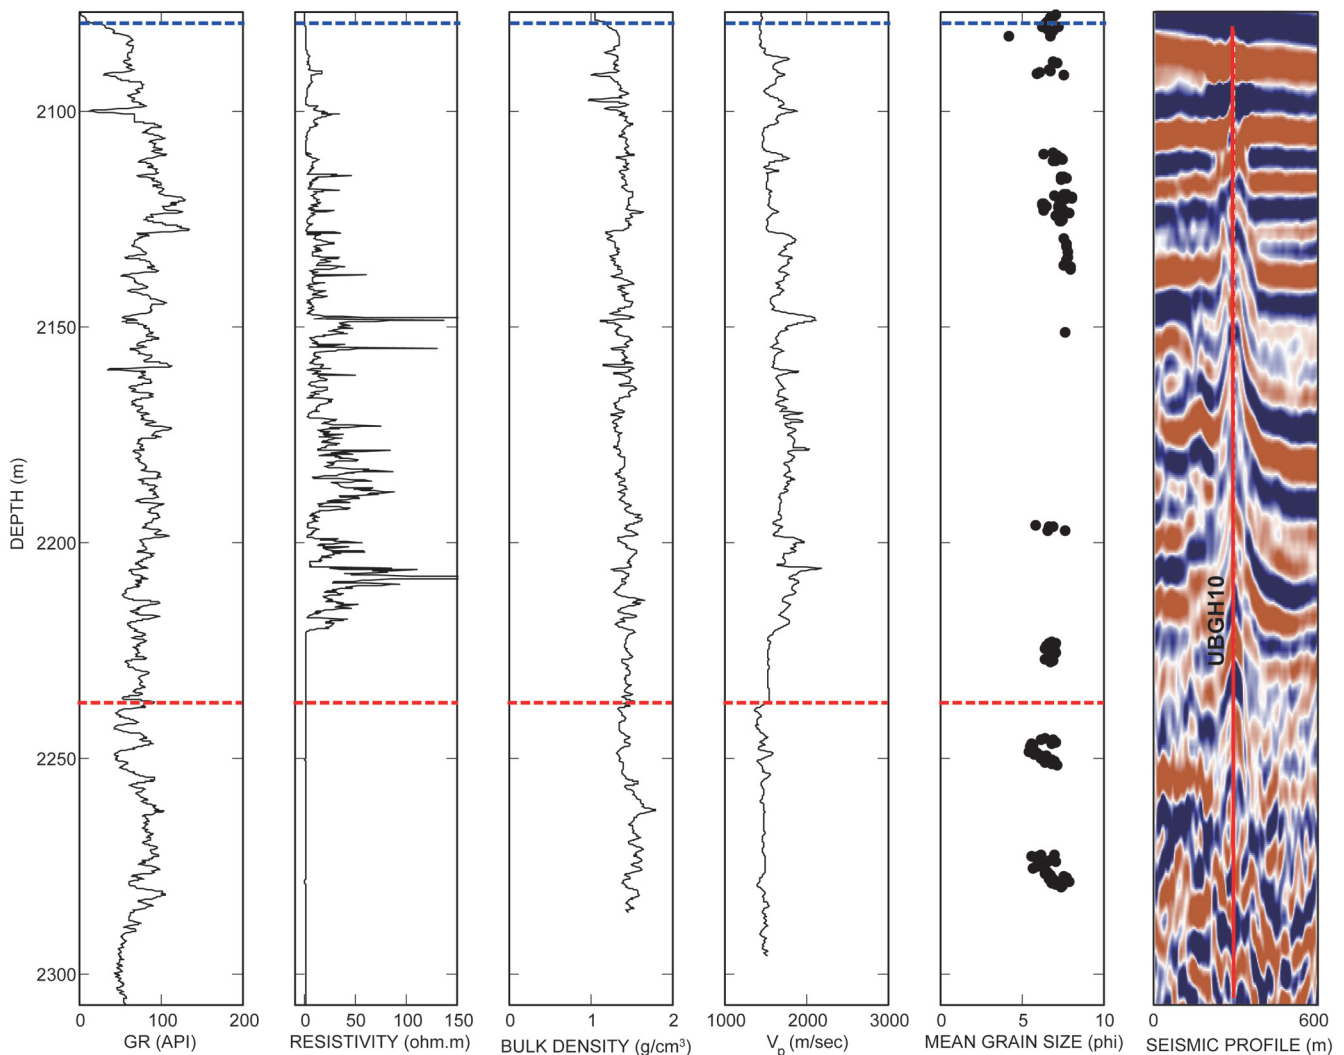 DEPTH (m)
2100
2150
2200
2250
2300
0 100 200
GR (API)
0 50 100 150
RESISTIVITY (ohm.m)
0 1 2
BULK DENSITY (g/cm³)
1000 2000 3000
Vp (m/sec)
0 5 10
MEAN GRAIN SIZE (phi)
UBGH10
0 600
SEISMIC PROFILE (m)